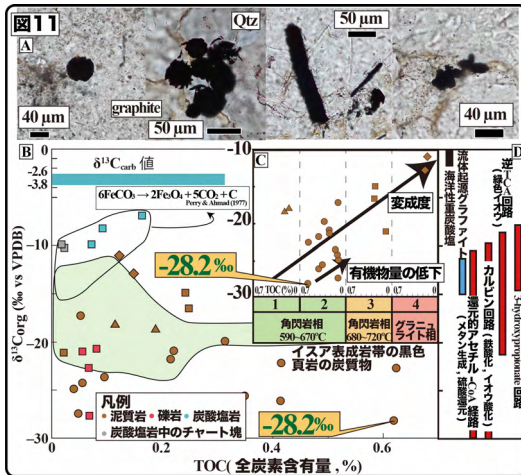 図11
A
Qtz
graphite
40 μm
50 μm
50 μm
40 μm
B
δ¹³Ccarb 値
6FeCO₃→2Fe₃O₄+5CO₂+C
Perry & Ahmad (1977)
-28.2‰
δ¹³Corg (‰ vs VPDB)
0
-2.6
-3.8
-10
-20
-30
C
-10
-20
-30
変成度
有機物量の低下
0.7 TOC(%) 0.7 0.7 0.7
1 2 3 4
角閃岩相
590~670℃
角閃岩相
680~720℃
グラニュ
ライト相
イスア表成岩帯の黒色
頁岩の炭質物
-28.2‰
凡例
泥質岩 礫岩 炭酸塩岩
炭酸塩岩中のチャート塊
0 0.2 0.4 0.6
TOC(全炭素含有量, %)
D
海洋性重炭酸塩
流体起源グラファイト
還元的アセチルCoA 経路
(メタン生成, 硫酸還元)
カルビン回路
(鉄酸化, イオウ酸化)
逆TCA 回路
(緑色イオウ)
3-hydroxypropionate 回路